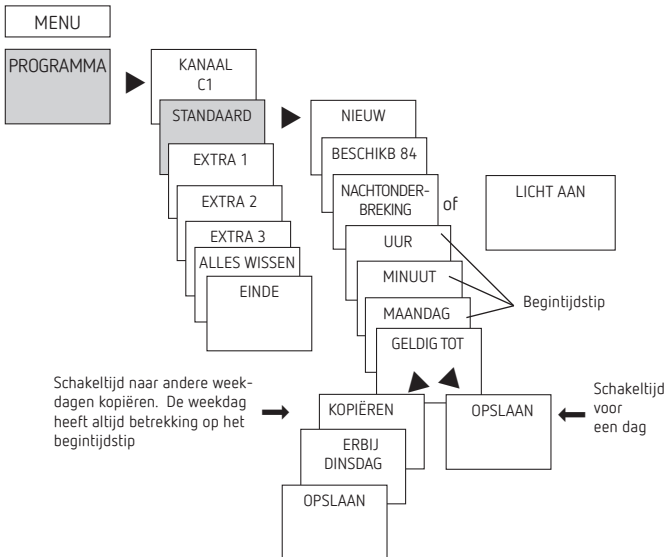 MENU
PROGRAMMA
KANAAL
C1
STANDAARD
EXTRA 1
EXTRA 2
EXTRA 3
ALLES WISSEN
EINDE
NIEUW
BESCHIKB 84
NACHTONDER-
BREKING
of
LICHT AAN
UUR
MINUUT
MAANDAG
Begintijdstip
GELDIG TOT
Schakeltijd naar andere week-
dagen kopiëren. De weekdag
heeft altijd betrekking op het
begintijdstip
KOPIËREN
OPSLAAN
Schakeltijd
voor
een dag
ERBIJ
DINSDAG
OPSLAAN